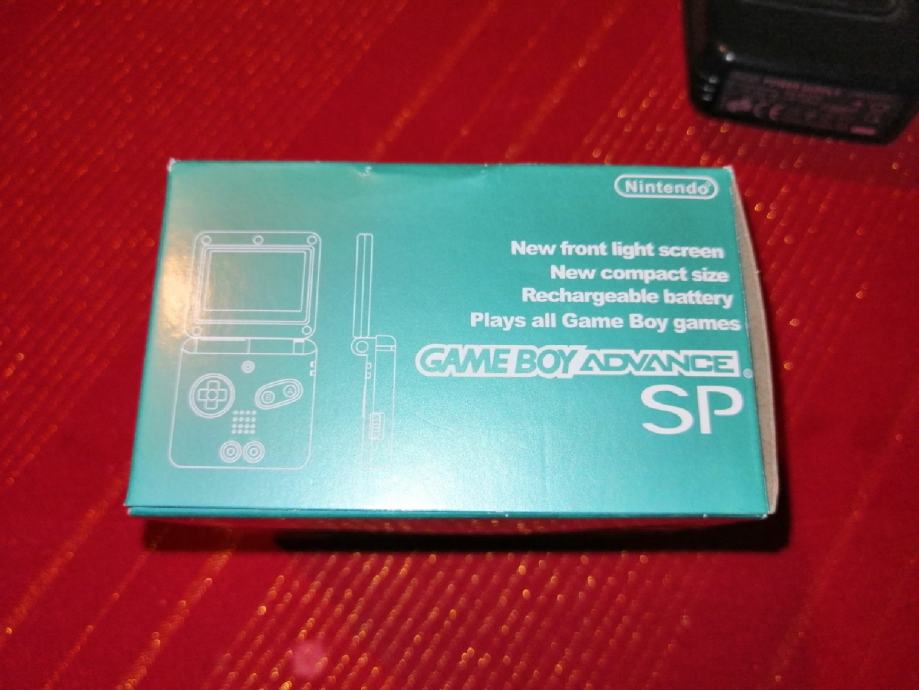 Nintendo®
New front light screen
New compact size
Rechargeable battery
Plays all Game Boy games
GAME BOY ADVANCE®
SP
B A
CE